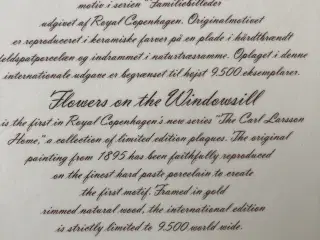 motiv i serien "Familiebilleder
udgivet af Royal Copenhagen. Originalmotivet
er reproduceret i keramiske farver på en plade i hårdtbrændt
feldspatporcelæn og indrammet i naturtræsramme. Oplaget i denne
internationale udgave er begrænset til højst 9.500 eksemplarer.
Flowers on the Windowsill
is the first in Royal Copenhagen's new series "The Carl Larsson
Home," a collection of limited edition plaques. The original
painting from 1895 has been faithfully reproduced
on the finest hard paste porcelain to create
the first motif. Framed in gold
rimmed natural wood, the international edition
is strictly limited to 9.500 world wide.